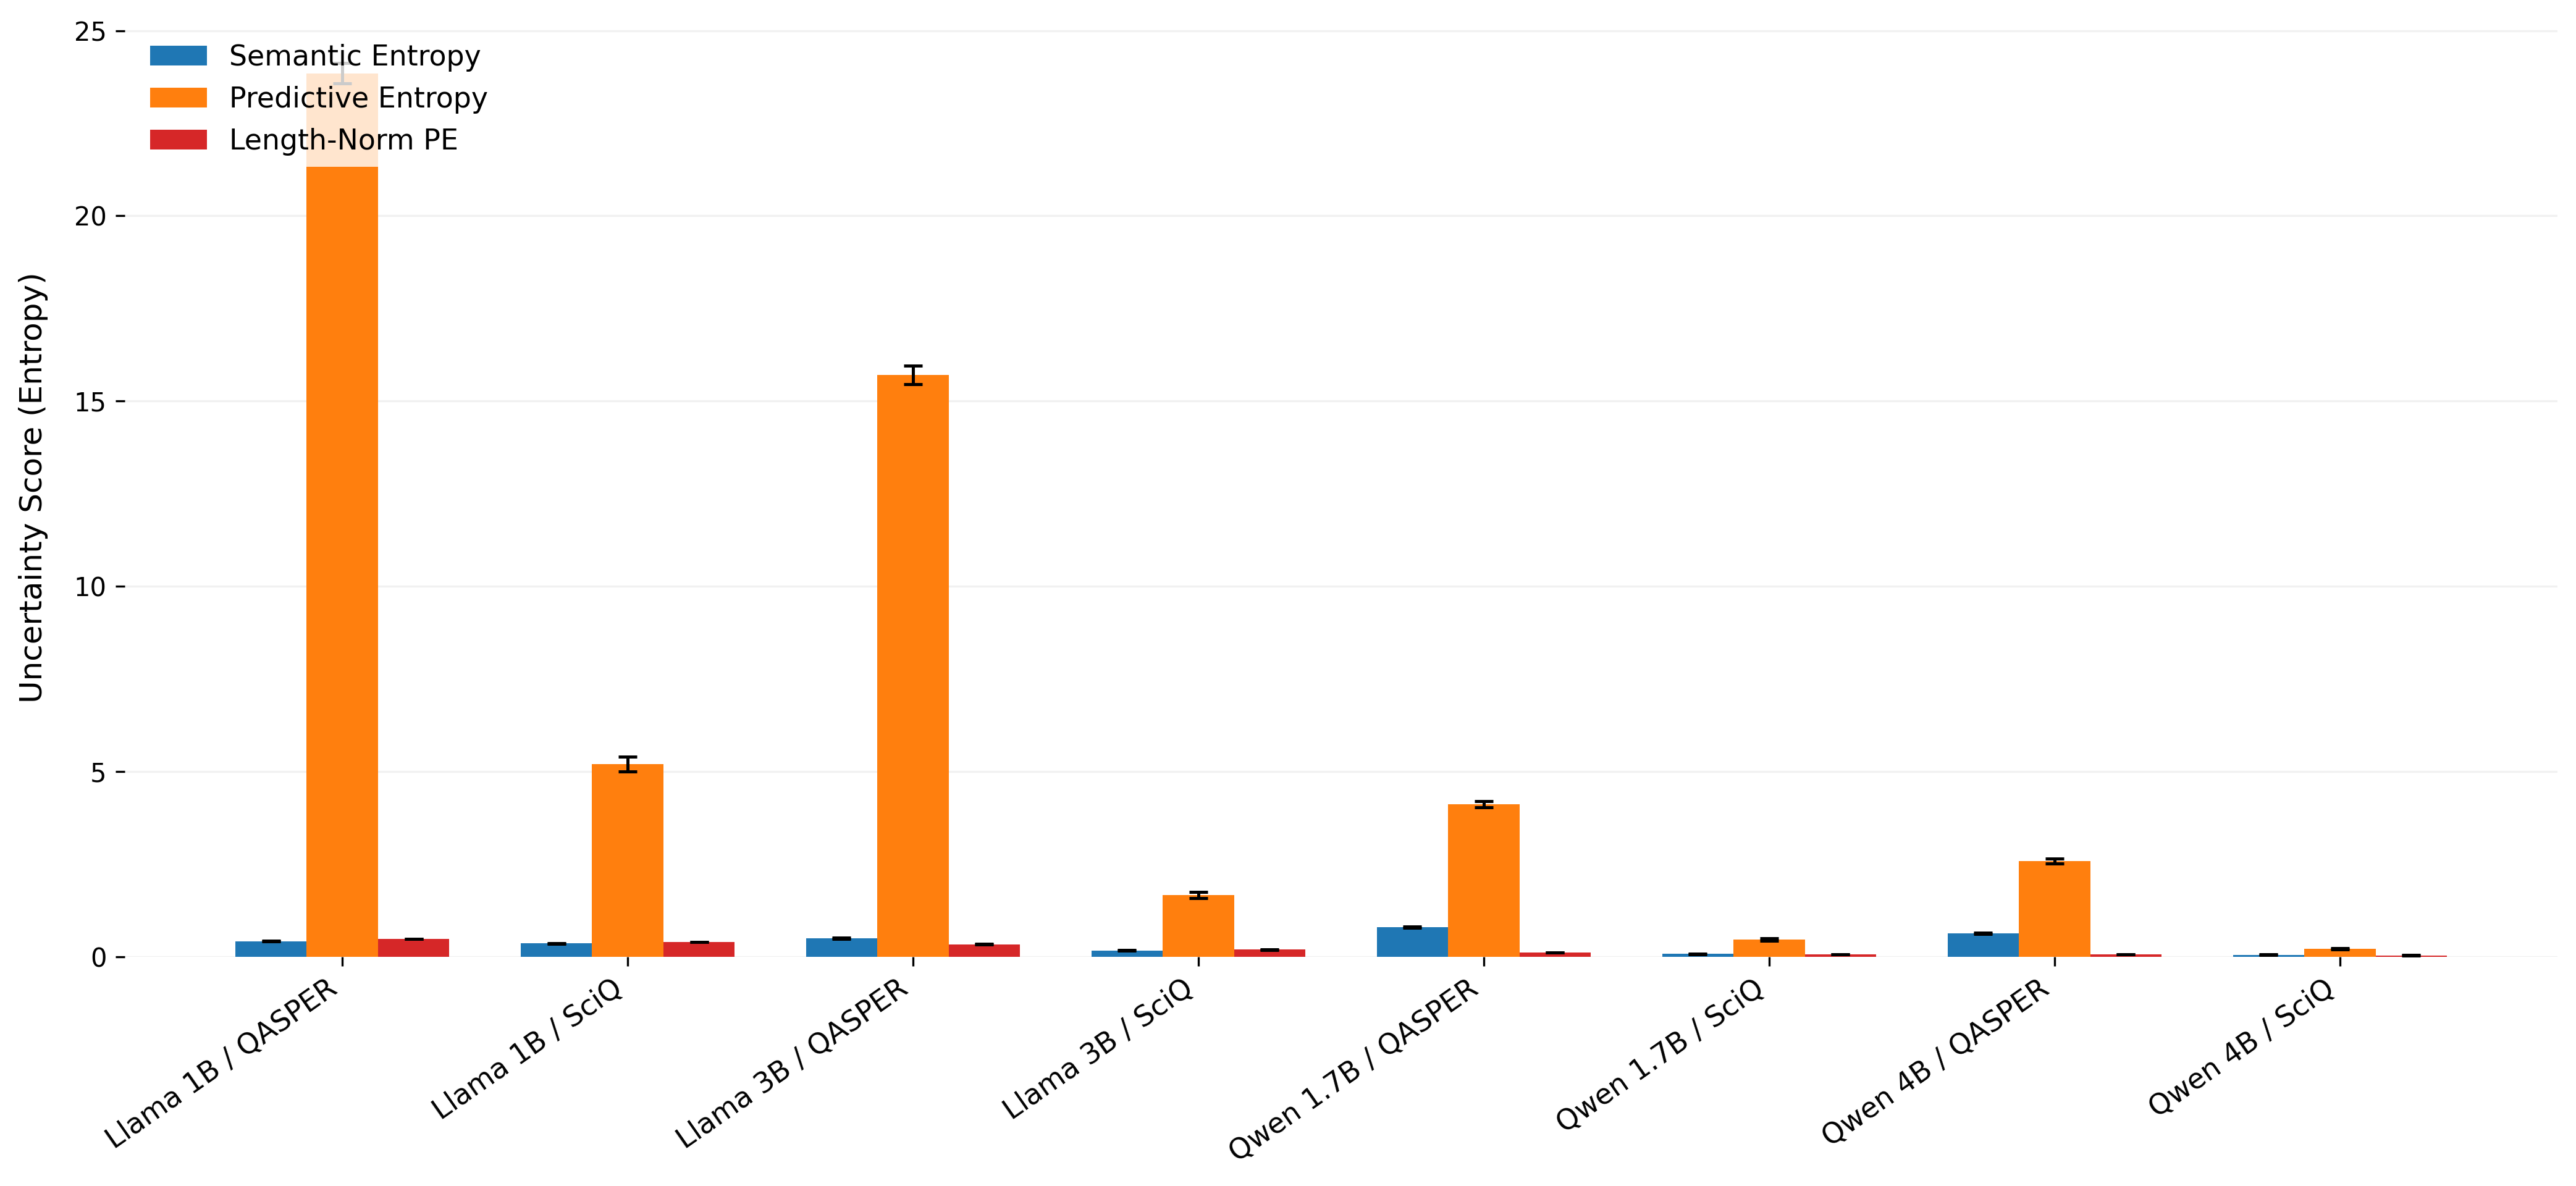 Semantic Entropy
Predictive Entropy
Length-Norm PE
Uncertainty Score (Entropy)
25
20
15
10
5
0
Llama 1B / QASPER
Llama 1B / SciQ
Llama 3B / QASPER
Llama 3B / SciQ
Qwen 1.7B / QASPER
Qwen 1.7B / SciQ
Qwen 4B / QASPER
Qwen 4B / SciQ